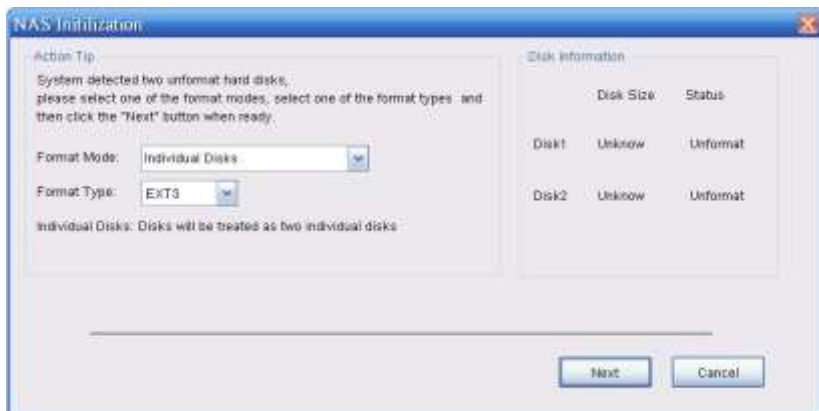 NAS Initilization
Action Tip
System detected two unformat hard disks,
please select one of the format modes, select one of the format types and
then click the "Next" button when ready.
Format Mode: Individual Disks
Format Type: EXT3
Individual Disks: Disks will be treated as two individual disks
Disk Information
Disk Size Status
Disk1 Unknow Unformat
Disk2 Unknow Unformat
Next Cancel